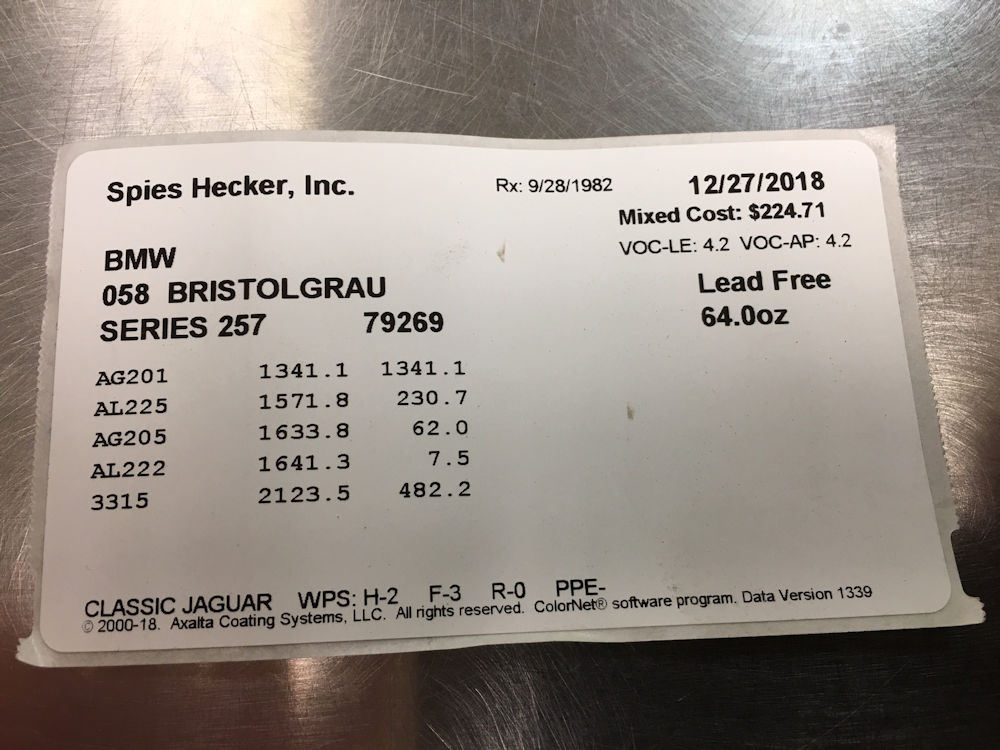 Spies Hecker, Inc. Rx: 9/28/1982 12/27/2018
Mixed Cost: $224.71
VOC-LE: 4.2 VOC-AP: 4.2
BMW
058 BRISTOLGRAU Lead Free
SERIES 257 79269 64.0oz
AG201 1341.1 1341.1
AL225 1571.8 230.7
AG205 1633.8 62.0
AL222 1641.3 7.5
3315 2123.5 482.2
CLASSIC JAGUAR WPS: H-2 F-3 R-0 PPE-
© 2000-18. Axalta Coating Systems, LLC. All rights reserved. ColorNet® software program. Data Version 1339